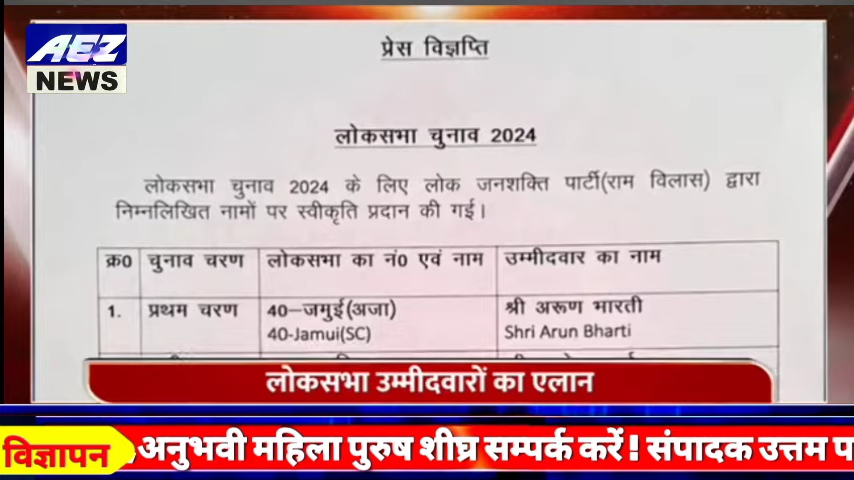 AEZ
NEWS
प्रेस विज्ञप्ति
लोकसभा चुनाव 2024
लोकसभा चुनाव 2024 के लिए लोक जनशक्ति पार्टी(राम विलास) द्वारा
निम्नलिखित नामों पर स्वीकृति प्रदान की गई।
क्र0 चुनाव चरण लोकसभा का नं0 एवं नाम उम्मीदवार का नाम
1. प्रथम चरण 40–जमुई(अजा) श्री अरूण भारती
40-Jamui(SC) Shri Arun Bharti
लोकसभा उम्मीदवारों का एलान
विज्ञापन अनुभवी महिला पुरुष शीघ्र सम्पर्क करें! संपादक उत्तम